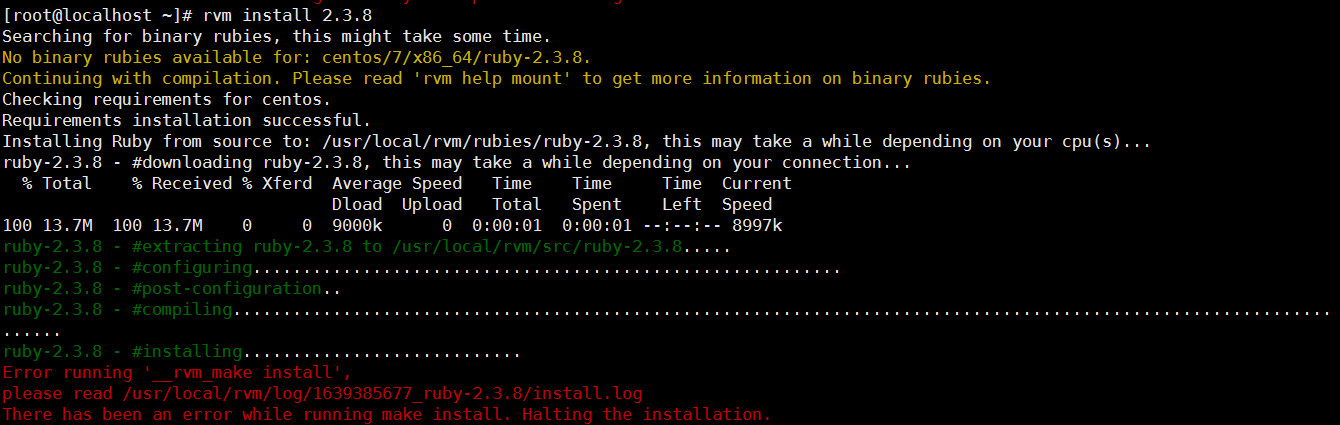 [root@localhost ~]# rvm install 2.3.8
Searching for binary rubies, this might take some time.
No binary rubies available for: centos/7/x86_64/ruby-2.3.8.
Continuing with compilation. Please read 'rvm help mount' to get more information on binary rubies.
Checking requirements for centos.
Requirements installation successful.
Installing Ruby from source to: /usr/local/rvm/rubies/ruby-2.3.8, this may take a while depending on your cpu(s)...
ruby-2.3.8 - #downloading ruby-2.3.8, this may take a while depending on your connection...
  % Total    % Received % Xferd  Average Speed   Time    Time     Time  Current
                                 Dload  Upload   Total   Spent    Left  Speed
100 13.7M  100 13.7M    0     0  9000k      0  0:00:01  0:00:01 --:--:-- 8997k
ruby-2.3.8 - #extracting ruby-2.3.8 to /usr/local/rvm/src/ruby-2.3.8.....
ruby-2.3.8 - #configuring...........................................................
ruby-2.3.8 - #post-configuration..
ruby-2.3.8 - #compiling..............................................................................................................
......
ruby-2.3.8 - #installing............................
Error running '__rvm_make install',
please read /usr/local/rvm/log/1639385677_ruby-2.3.8/install.log
There has been an error while running make install. Halting the installation.